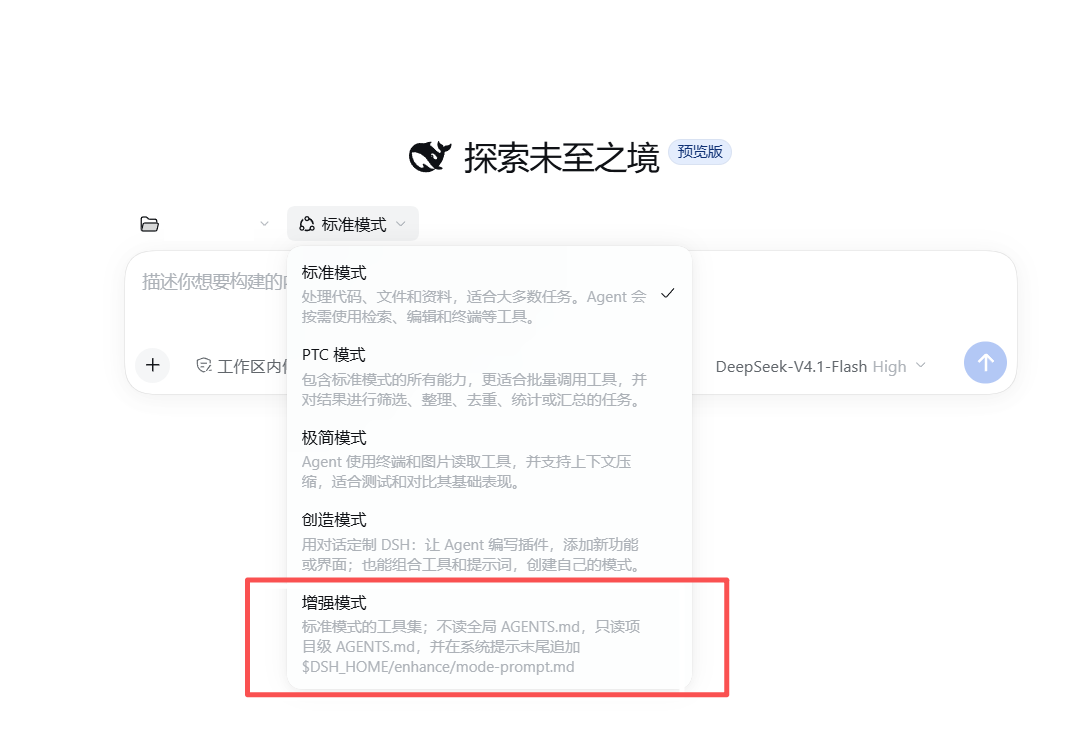 探索未至之境
预览版
标准模式
描述你想要构建的
标准模式
处理代码、文件和资料，适合大多数任务。Agent 会
按需使用检索、编辑和终端等工具。
PTC 模式
包含标准模式的所有能力，更适合批量调用工具，并
对结果进行筛选、整理、去重、统计或汇总的任务。
极简模式
Agent 使用终端和图片读取工具，并支持上下文压
缩，适合测试和对比其基础表现。
创造模式
用对话定制 DSH：让 Agent 编写插件，添加新功能
或界面；也能组合工具和提示词，创建自己的模式。
增强模式
标准模式的工具集；不读全局 AGENTS.md，只读项
目级 AGENTS.md，并在系统提示末尾追加
$DSH_HOME/enhance/mode-prompt.md
工作区内
DeepSeek-V4.1-Flash High